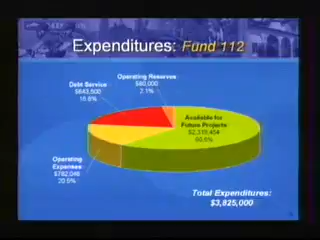 Expenditures: Fund 112
Operating Reserves
$80,000
2.1%
Debt Service
$643,500
16.8%
Available for
Future Projects
$2,319,454
60.6%
Operating
Expenses
$782,046
20.5%
Total Expenditures:
$3,825,000